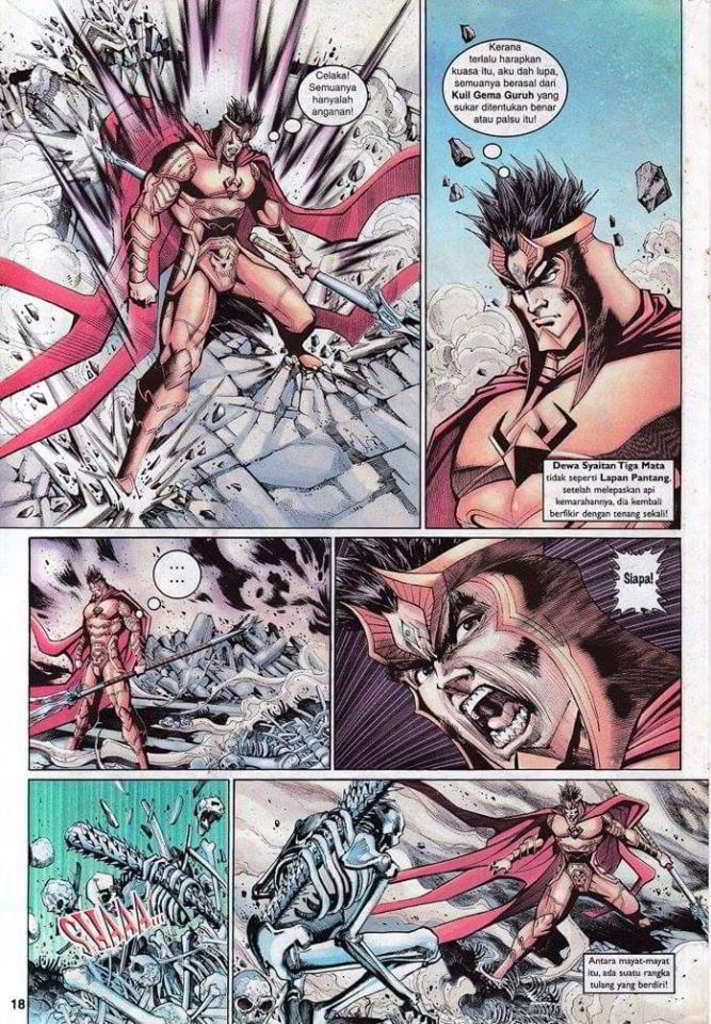 Celaka!
Semuanya
hanyalah
anganan!
Kerana
terlalu harapkan
kuasa itu, aku dah lupa,
semuanya berasal dari
Kuil Gema Guruh yang
sukar ditentukan benar
atau palsu itu!
Dewa Syaitan Tiga Mata
tidak seperti Lapan Pantang,
setelah melepaskan api
kemarahannya, dia kembali
berfikir dengan tenang sekali!
...
...
Siapa!
SHAAA...
Antara mayat-mayat
itu, ada suatu rangka
tulang yang berdiri!
18